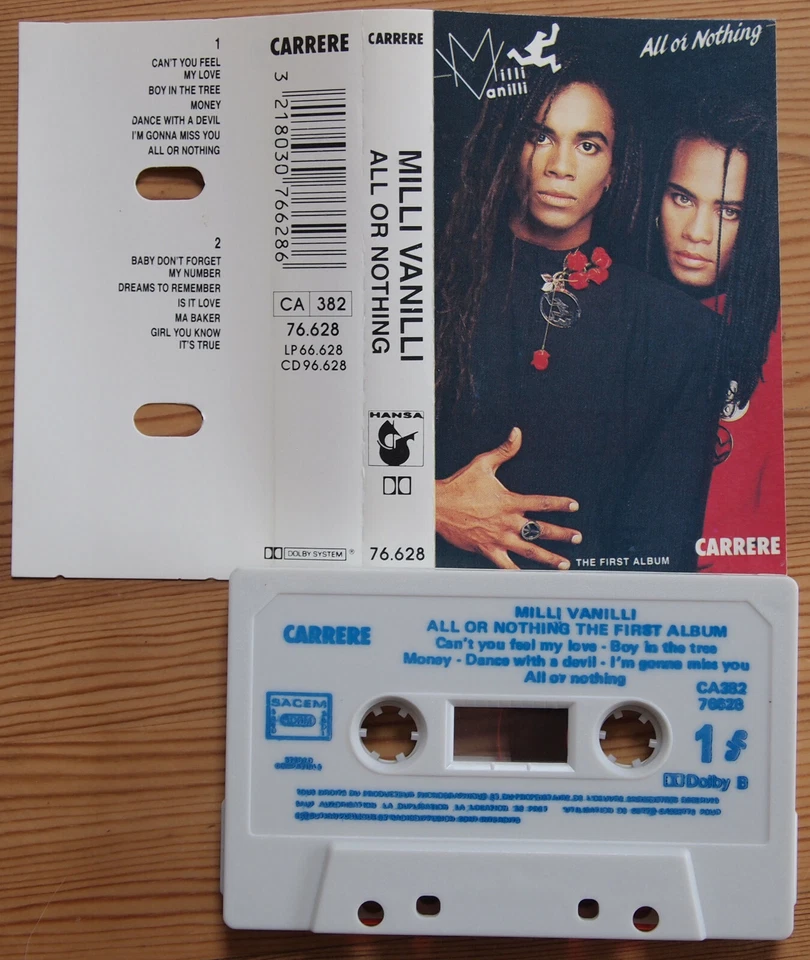 1
CAN'T YOU FEEL
MY LOVE
BOY IN THE TREE
MONEY
DANCE WITH A DEVIL
I'M GONNA MISS YOU
ALL OR NOTHING
2
BABY DON'T FORGET
MY NUMBER
DREAMS TO REMEMBER
IS IT LOVE
MA BAKER
GIRL YOU KNOW
IT'S TRUE
CARRERE
3 218030 766286
CA 382
76.628
LP 66.628
CD 96.628
DOLBY SYSTEM ®
CARRERE
MILLI VANILLI
ALL OR NOTHING
HANSA
76.628
Milli
Vanilli
All or Nothing
THE FIRST ALBUM
CARRERE
MILLI VANILLI
ALL OR NOTHING THE FIRST ALBUM
Can't you feel my love - Boy in the tree
Money - Dance with a devil - I'm gonna miss you
All or nothing
CARRERE
CA382
76628
SACEM
1
Dolby B